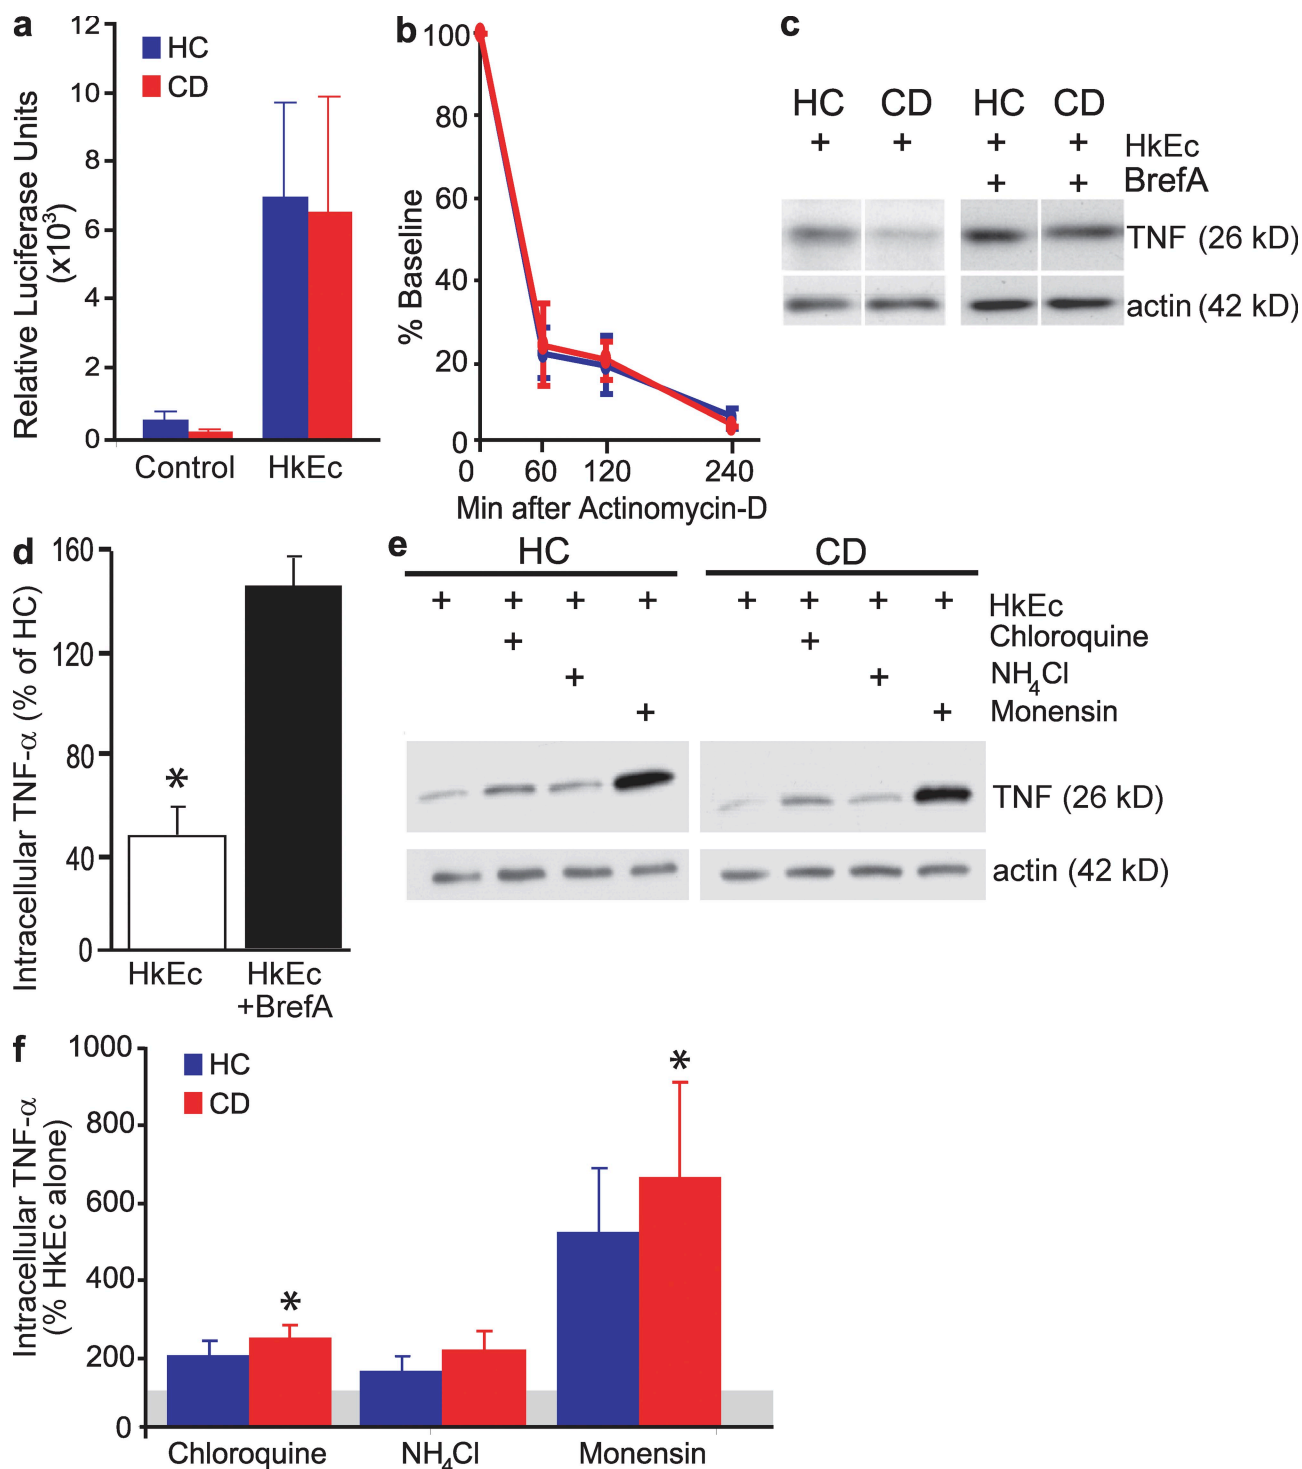 a
12
10
8
6
4
2
0
Relative Luciferase Units
(x10³)
HC
CD
Control HkEc
b
100
80
60
40
20
0
% Baseline
0 60 120 240
Min after Actinomycin-D
c
HC CD HC CD
+ + + + HkEc
+ + BrefA
TNF (26 kD)
actin (42 kD)
d
160
120
80
40
0
Intracellular TNF-α (% of HC)
*
HkEc HkEc
+BrefA
e
HC CD
+ + + + + + + + HkEc
+ + Chloroquine
+ + NH₄Cl
+ + Monensin
TNF (26 kD)
actin (42 kD)
f
1000
800
600
400
200
0
Intracellular TNF-α
(% HkEc alone)
HC
CD
*
*
Chloroquine NH₄Cl Monensin